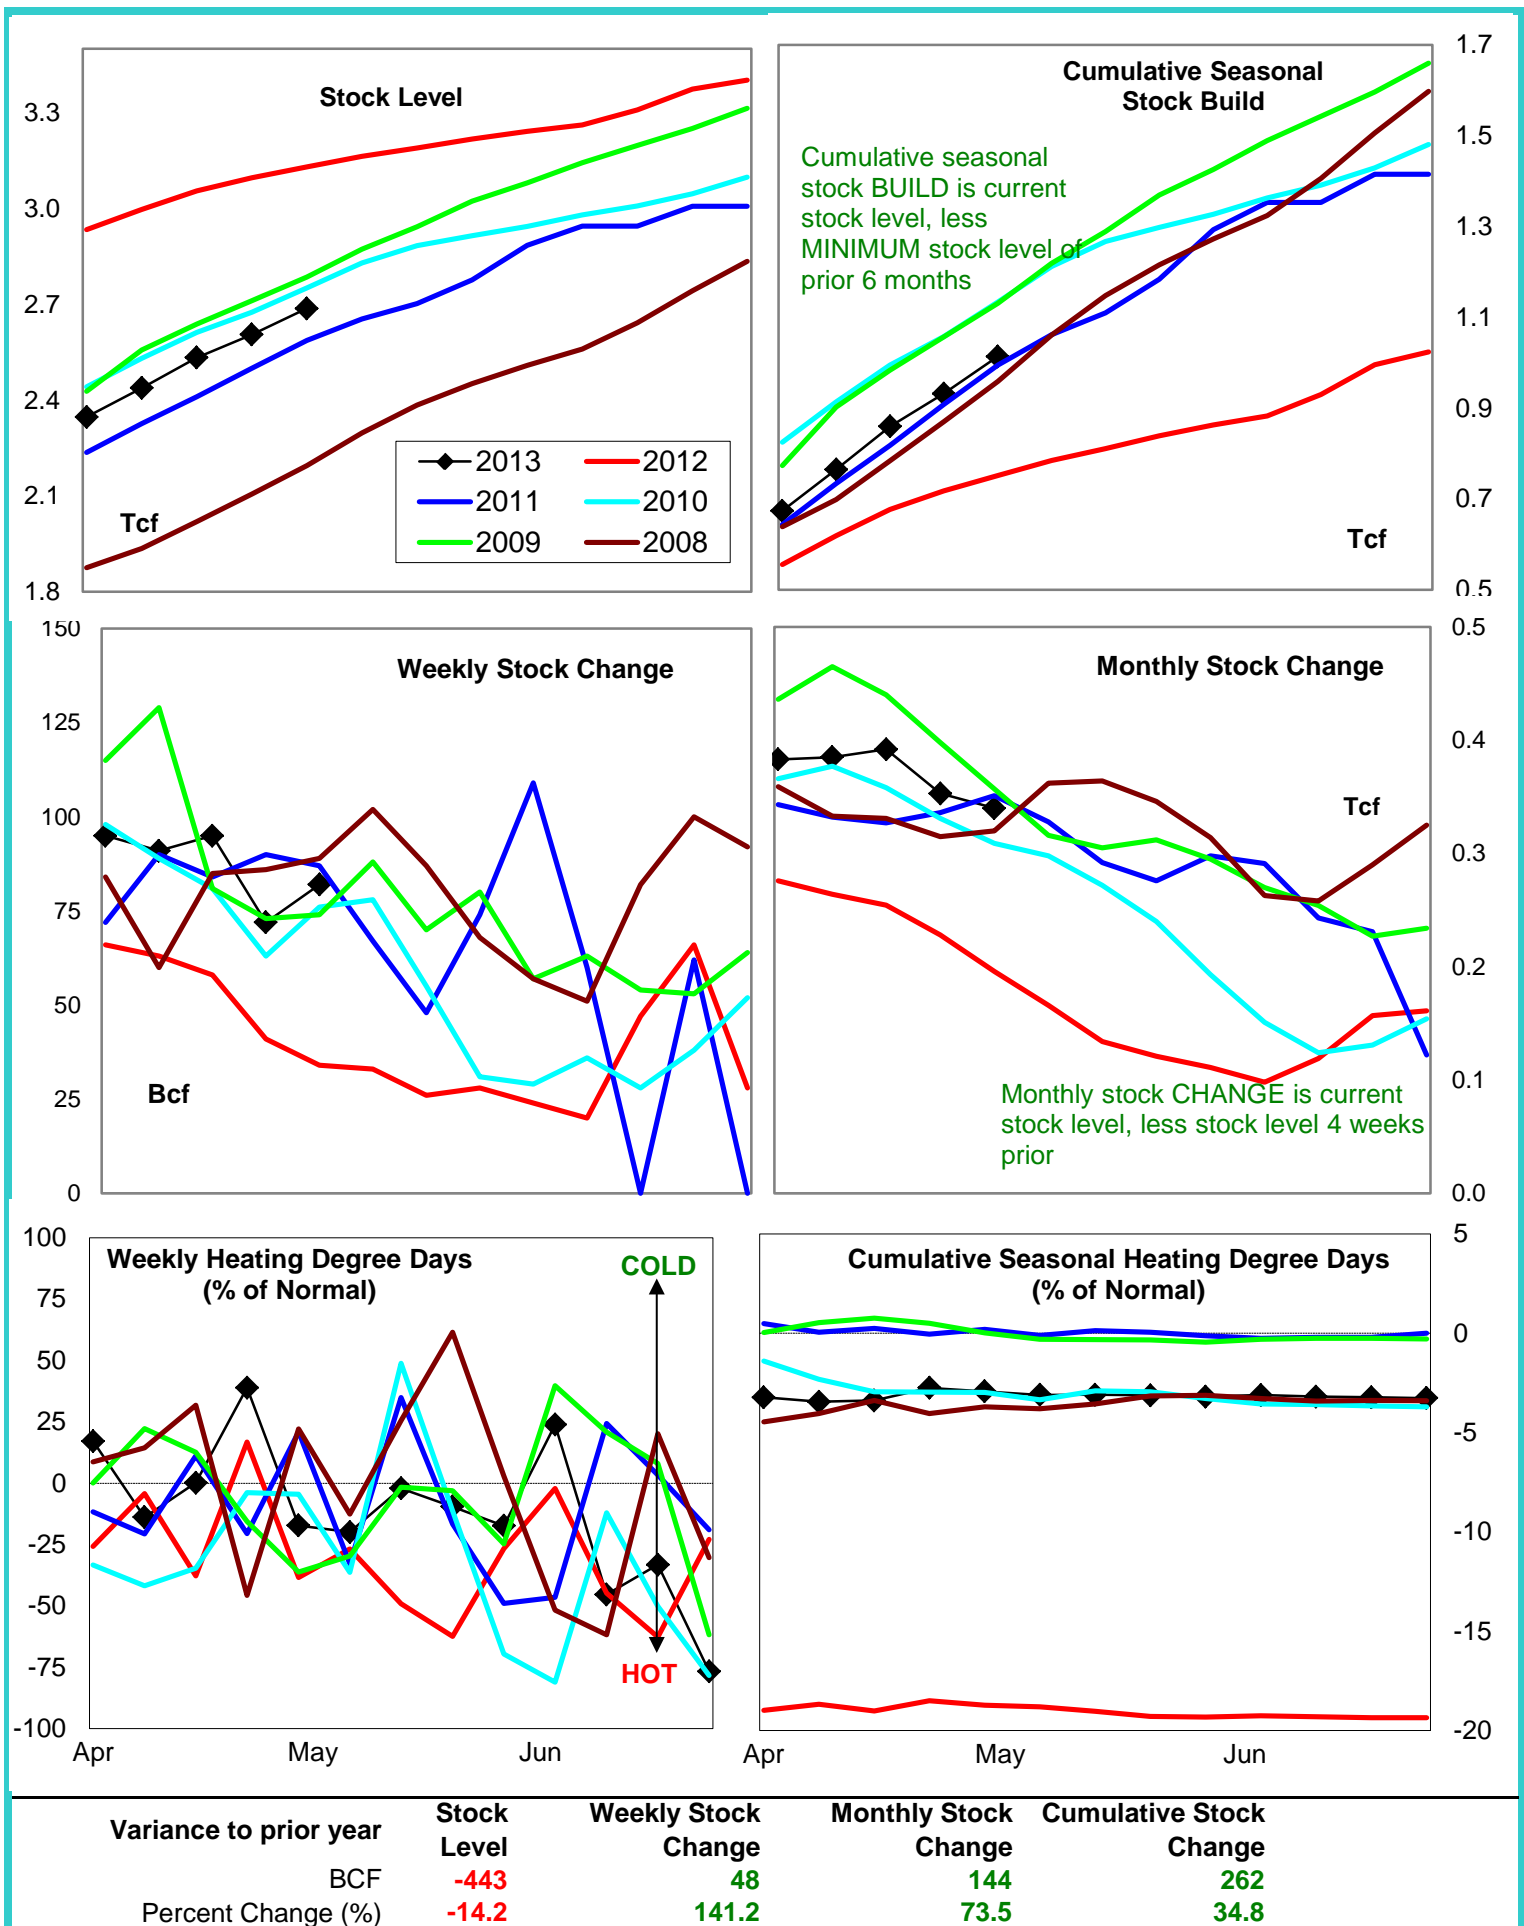 Stock Level
3.3
3.0
2.7
2.4
2.1
1.8
Tcf
2013
2012
2011
2010
2009
2008
Cumulative Seasonal
Stock Build
1.7
1.5
1.3
1.1
0.9
0.7
0.5
Cumulative seasonal
stock BUILD is current
stock level, less
MINIMUM stock level of
prior 6 months
Tcf
Weekly Stock Change
150
125
100
75
50
25
0
Bcf
Monthly Stock Change
0.5
0.4
0.3
0.2
0.1
0.0
Tcf
Monthly stock CHANGE is current
stock level, less stock level 4 weeks
prior
Weekly Heating Degree Days
(% of Normal)
100
75
50
25
0
-25
-50
-75
-100
COLD
HOT
Apr
May
Jun
Cumulative Seasonal Heating Degree Days
(% of Normal)
5
0
-5
-10
-15
-20
Apr
May
Jun
Variance to prior year
Stock
Level
Weekly Stock
Change
Monthly Stock
Change
Cumulative Stock
Change
BCF -443 48 144 262
Percent Change (%) -14.2 141.2 73.5 34.8